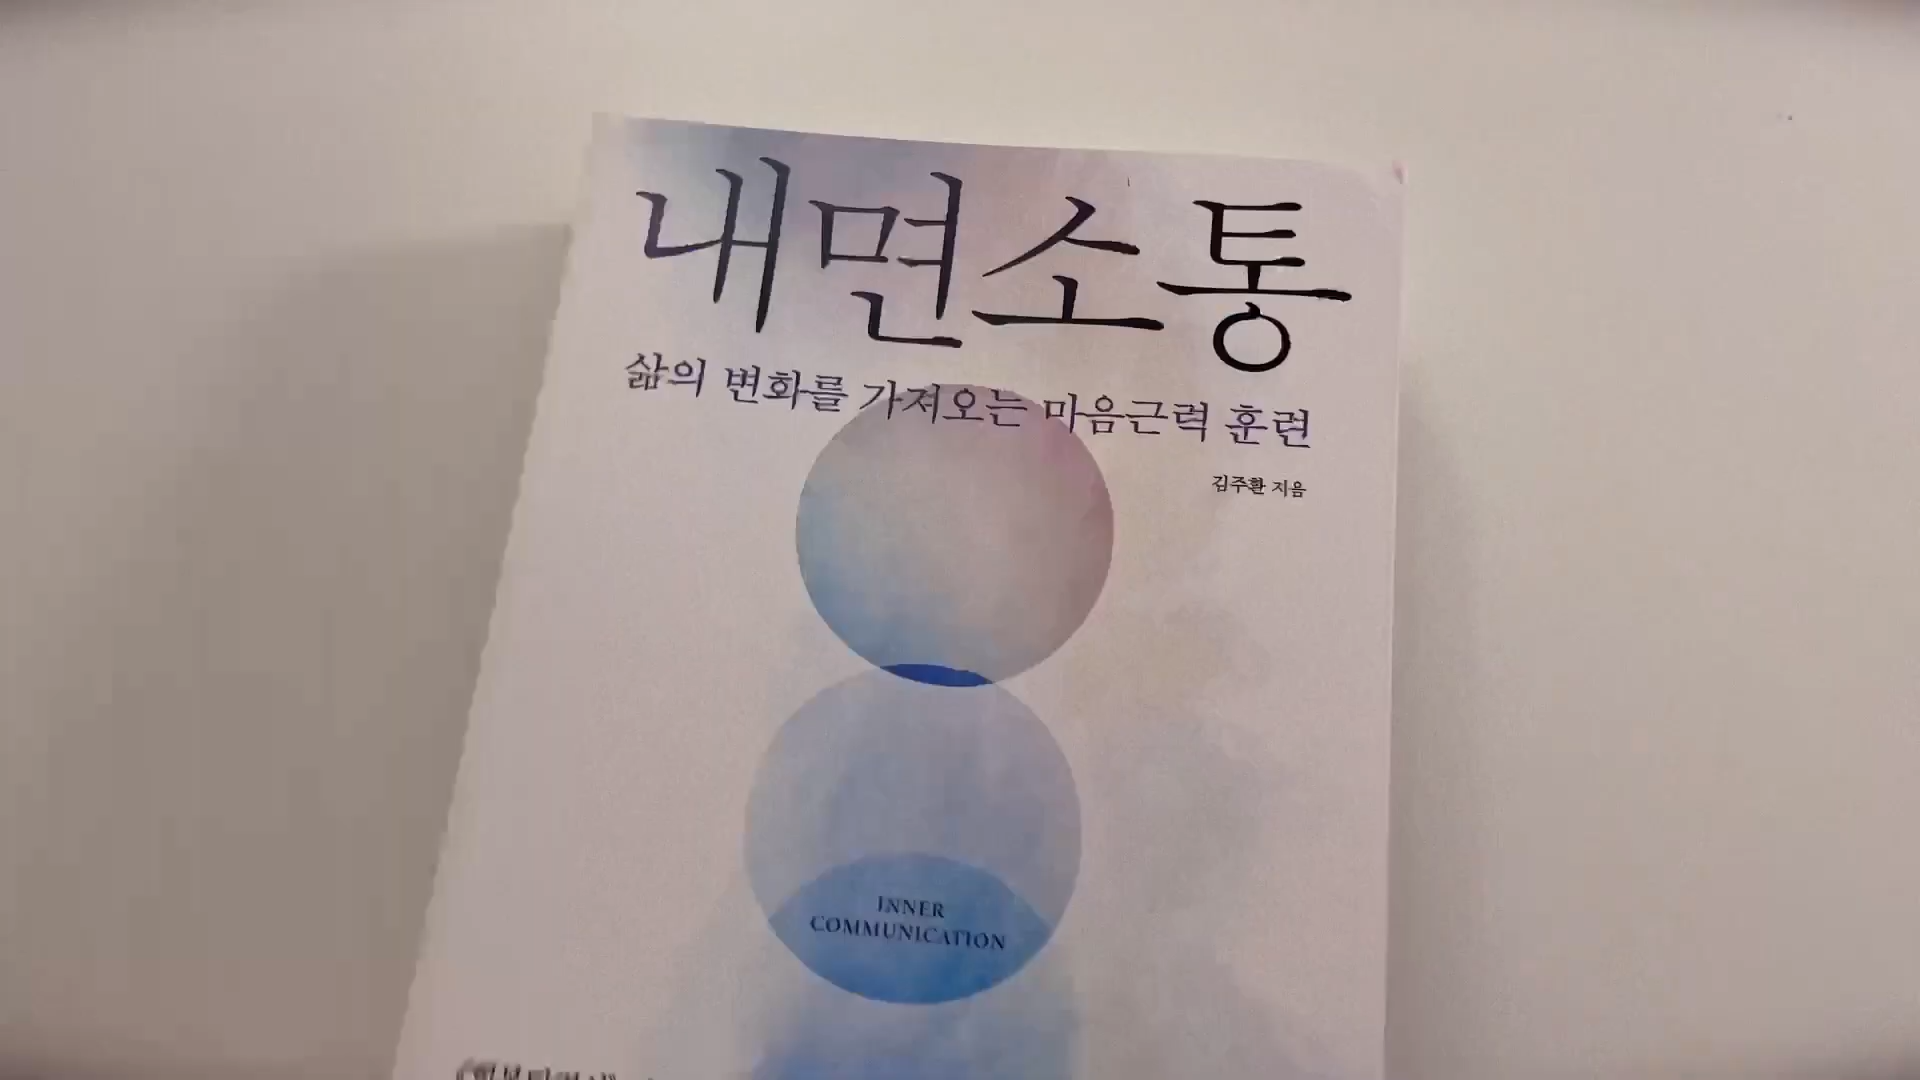 내면소통
삶의 변화를 가져오는 마음근력 훈련
김주환 지음
INNER
COMMUNICATION